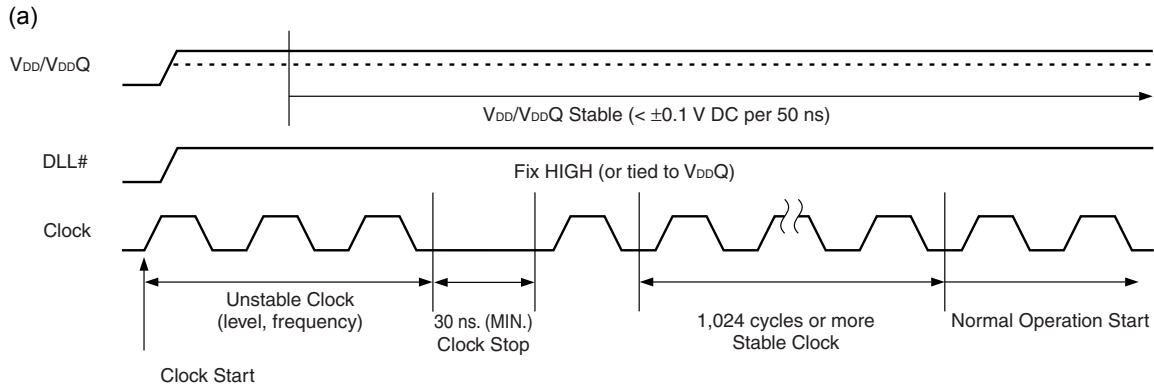 (a)
VDD/VDDQ
VDD/VDDQ Stable (< ±0.1 V DC per 50 ns)
DLL#
Fix HIGH (or tied to VDDQ)
Clock
Unstable Clock
(level, frequency)
30 ns. (MIN.)
Clock Stop
1,024 cycles or more
Stable Clock
Normal Operation Start
Clock Start